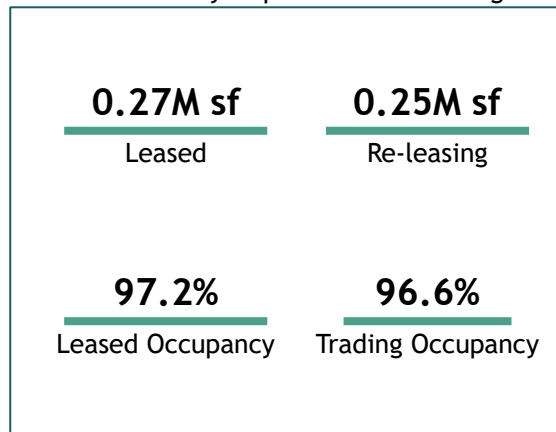 0.27M sf 0.25M sf
Leased Re-leasing
97.2% 96.6%
Leased Occupancy Trading Occupancy